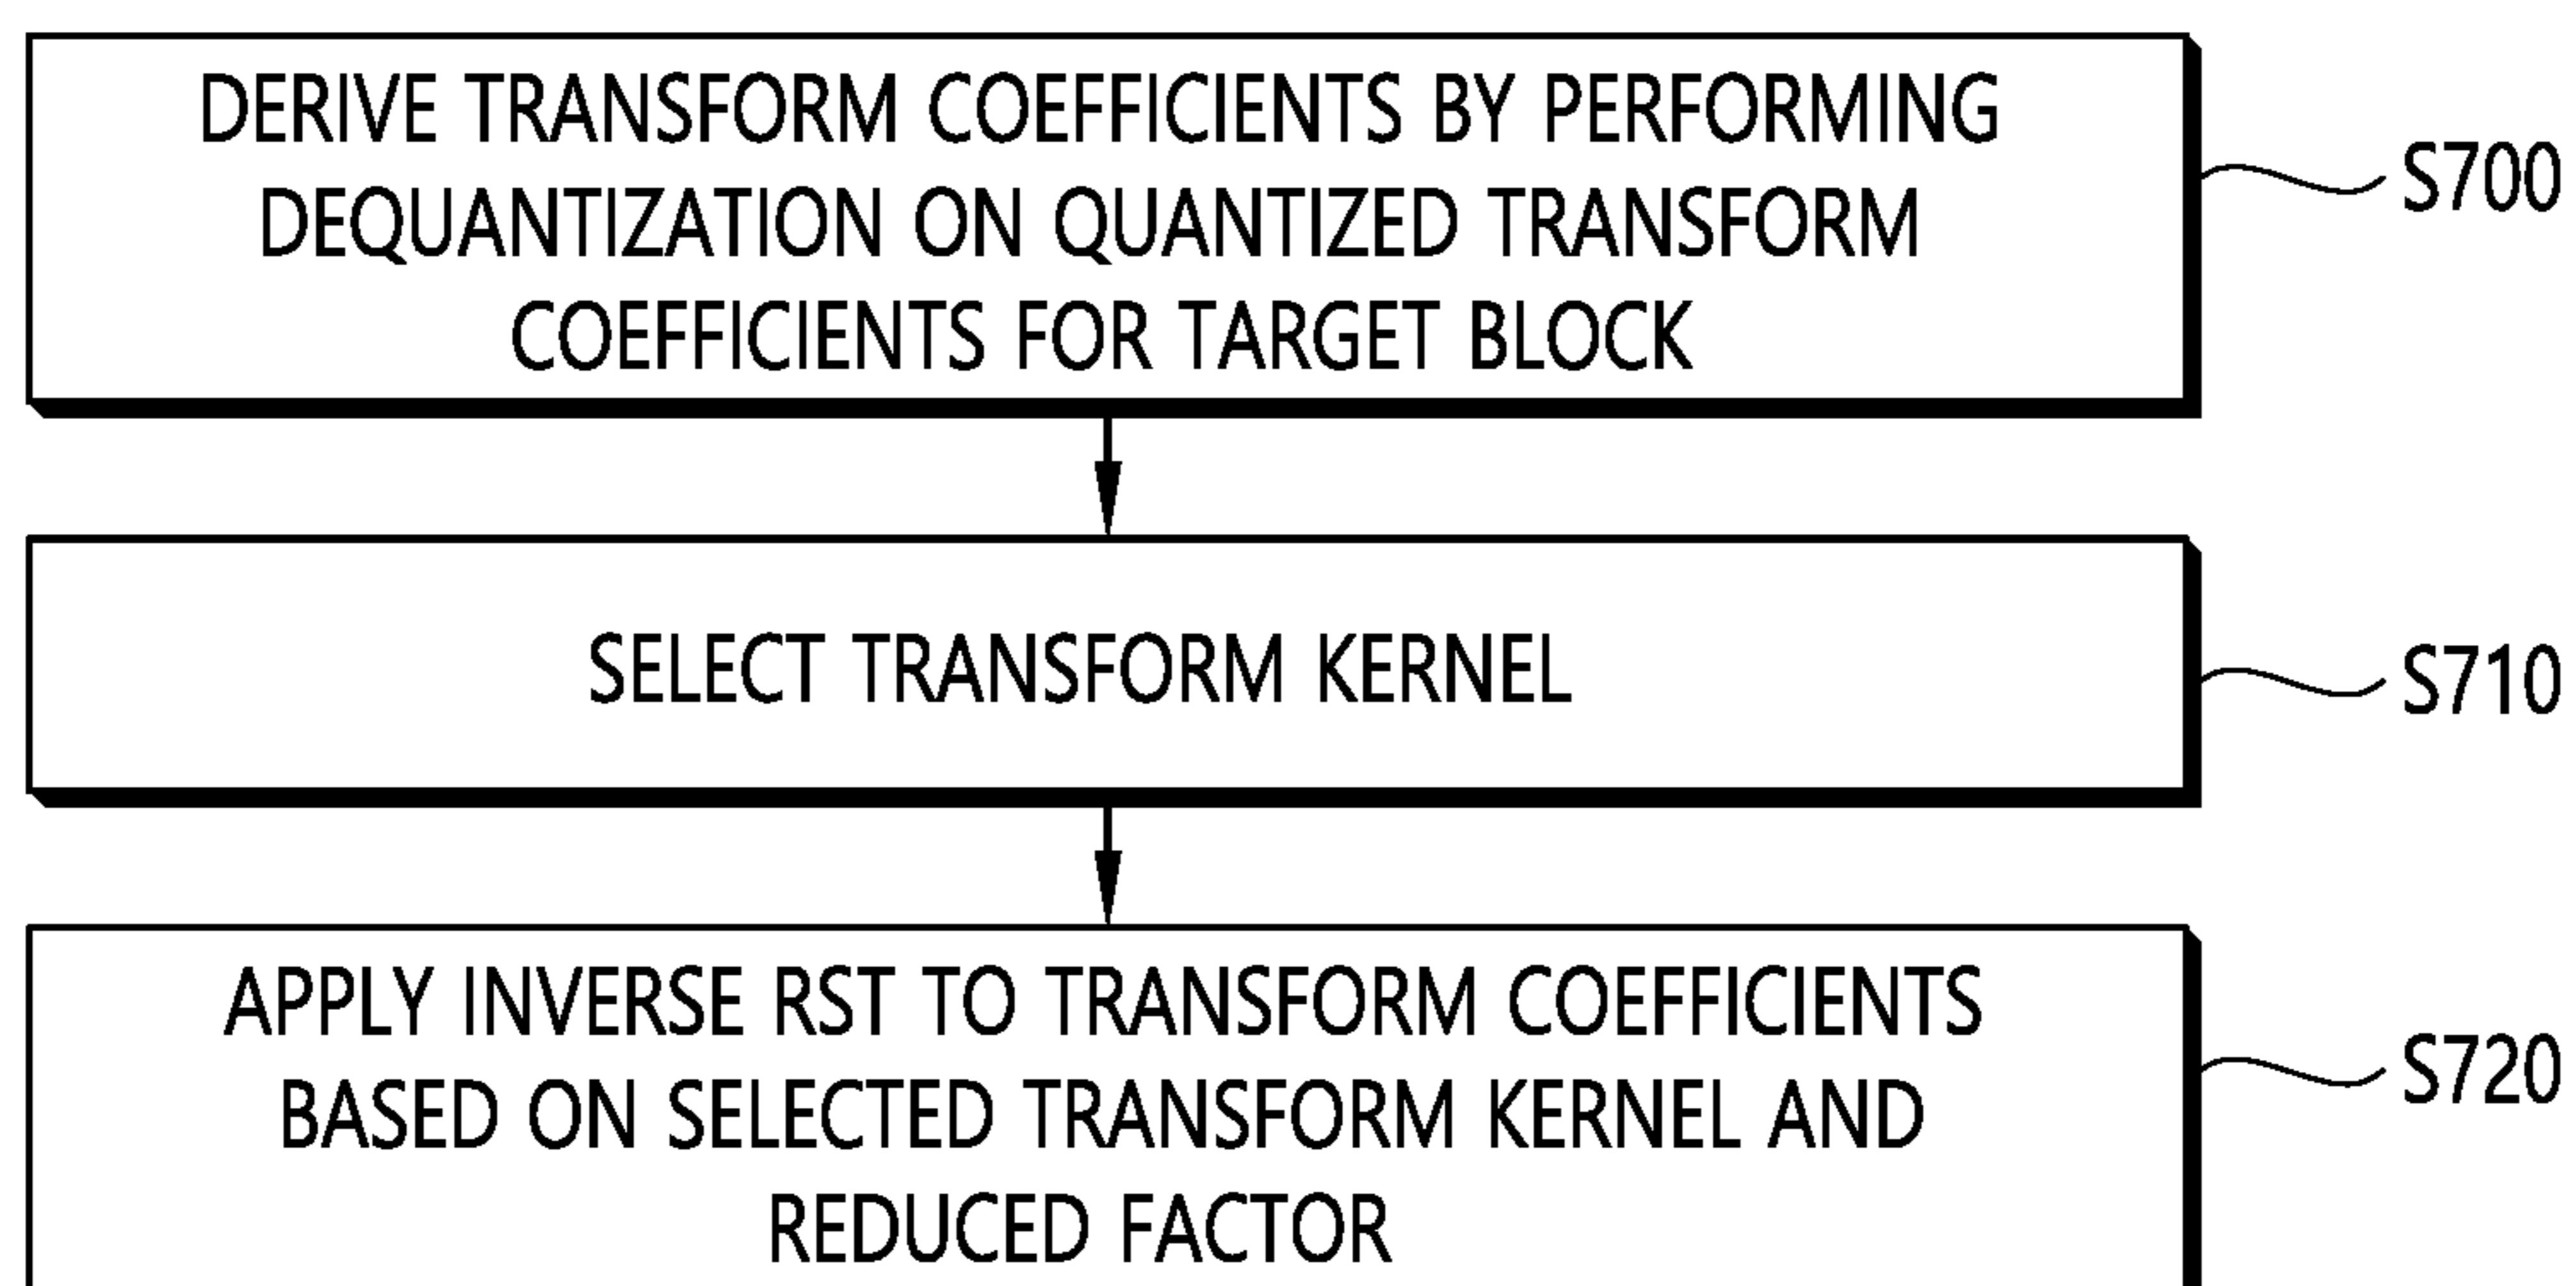 DERIVE TRANSFORM COEFFICIENTS BY PERFORMING
DEQUANTIZATION ON QUANTIZED TRANSFORM
COEFFICIENTS FOR TARGET BLOCK
S700
SELECT TRANSFORM KERNEL
S710
APPLY INVERSE RST TO TRANSFORM COEFFICIENTS
BASED ON SELECTED TRANSFORM KERNEL AND
REDUCED FACTOR
S720